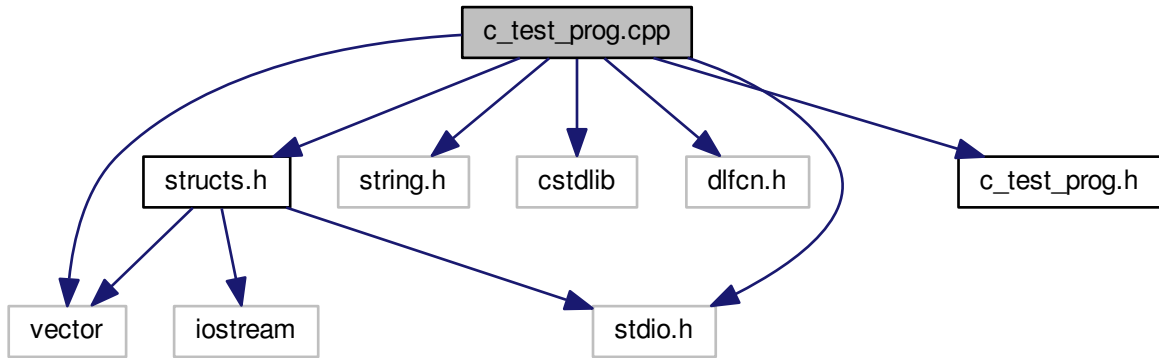 c_test_prog.cpp
structs.h
string.h
cstdlib
dlfcn.h
c_test_prog.h
vector
iostream
stdio.h